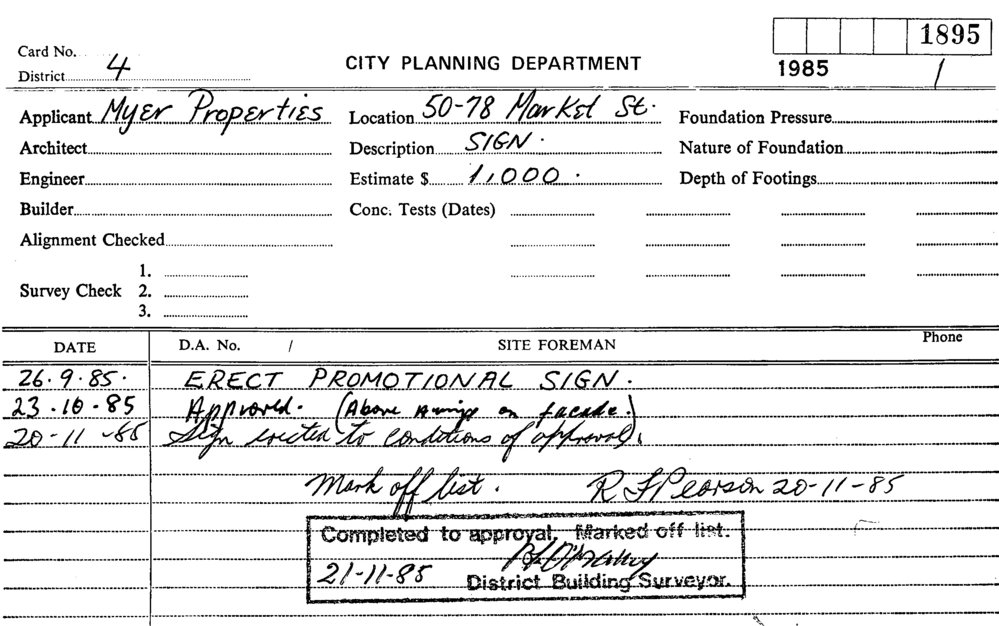 1895
Card No.
District 4
CITY PLANNING DEPARTMENT
1985 /
Applicant Myer Properties Location 50-78 Market St. Foundation Pressure
Architect Description SIGN. Nature of Foundation
Engineer Estimate $ 1,000. Depth of Footings
Builder Conc. Tests (Dates)
Alignment Checked
1.
Survey Check 2.
3.
DATE D.A. No. / SITE FOREMAN Phone
26.9.85. ERECT PROMOTIONAL SIGN.
23.10-85 Approved. (Above awning on facade.)
20-11-85 Sign erected to conditions of approval.
Mark off list. R F Pearson 20-11-85
Completed to approval. Marked off list.
21-11-85 District Building Surveyor.